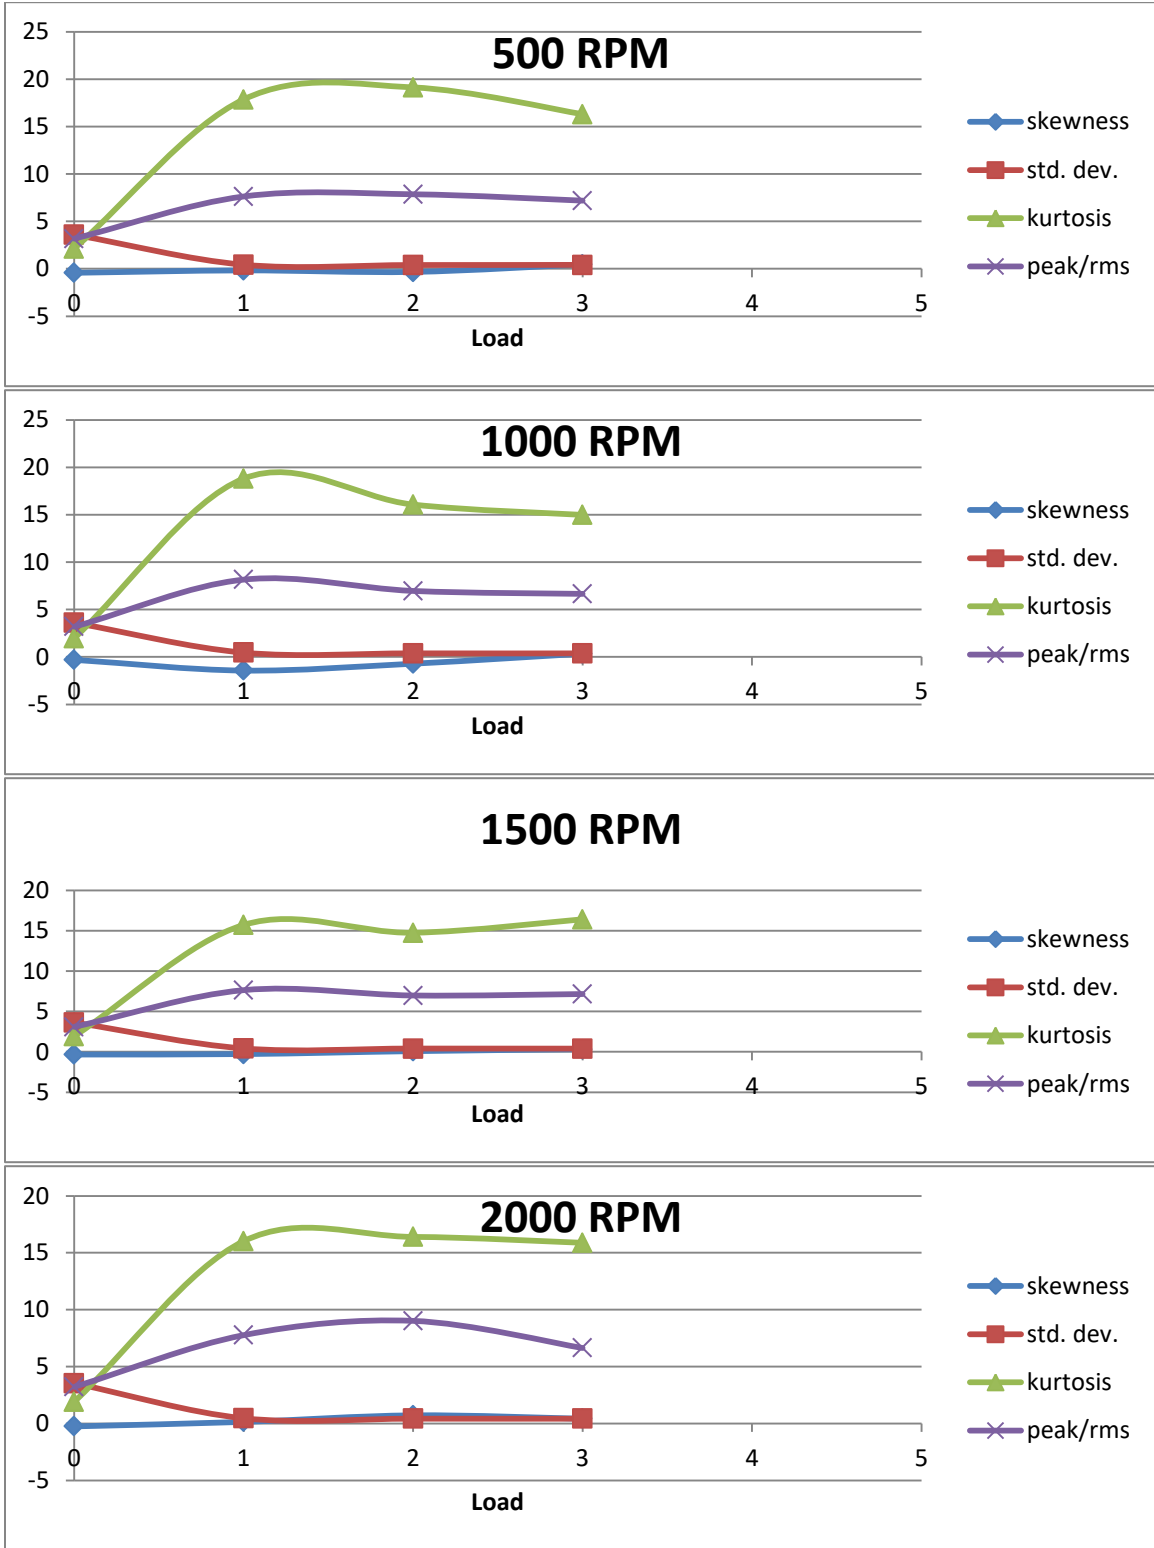 500 RPM
25
20
15
10
5
0
-5
0 1 2 3 4 5
Load
skewness
std. dev.
kurtosis
peak/rms
1000 RPM
25
20
15
10
5
0
-5
0 1 2 3 4 5
Load
skewness
std. dev.
kurtosis
peak/rms
1500 RPM
20
15
10
5
0
-5
0 1 2 3 4 5
Load
skewness
std. dev.
kurtosis
peak/rms
2000 RPM
20
15
10
5
0
-5
0 1 2 3 4 5
Load
skewness
std. dev.
kurtosis
peak/rms